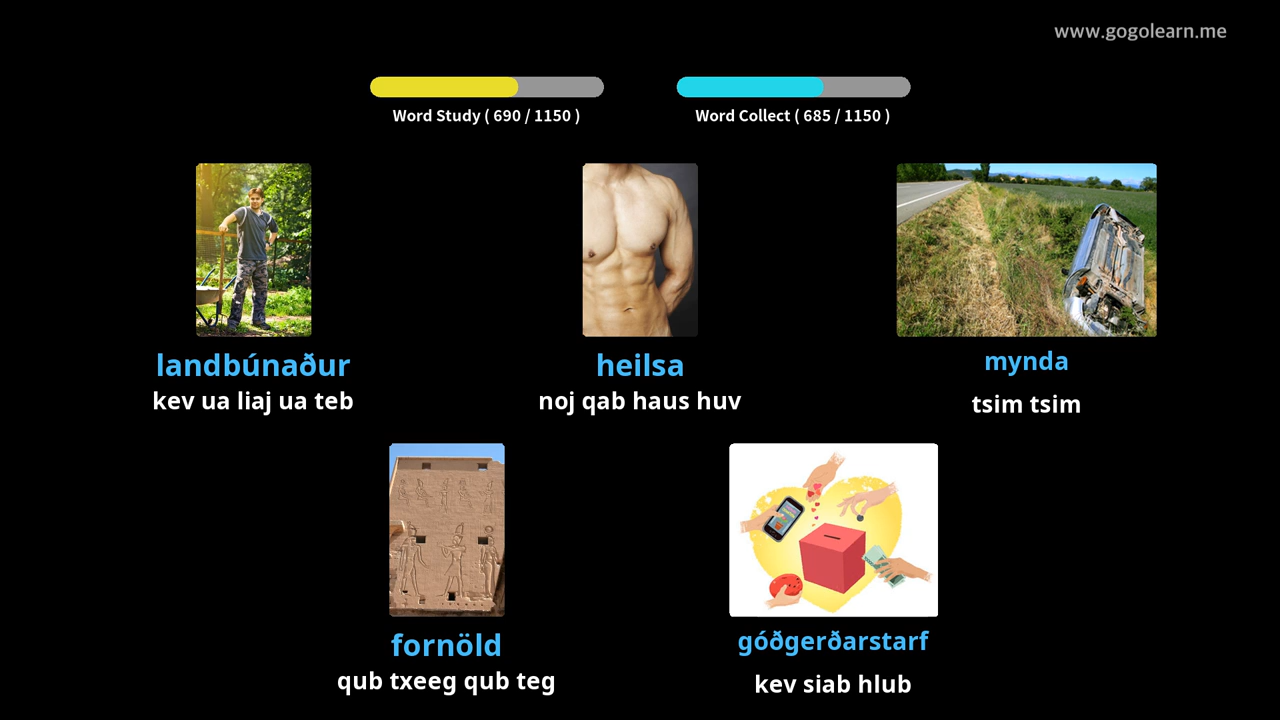 www.gogolearn.me
Word Study ( 690 / 1150 )
Word Collect ( 685 / 1150 )
landbúnaður
kev ua liaj ua teb
heilsa
noj qab haus huv
mynda
tsim tsim
fornöld
qub txeeg qub teg
góðgerðarstarf
kev siab hlub